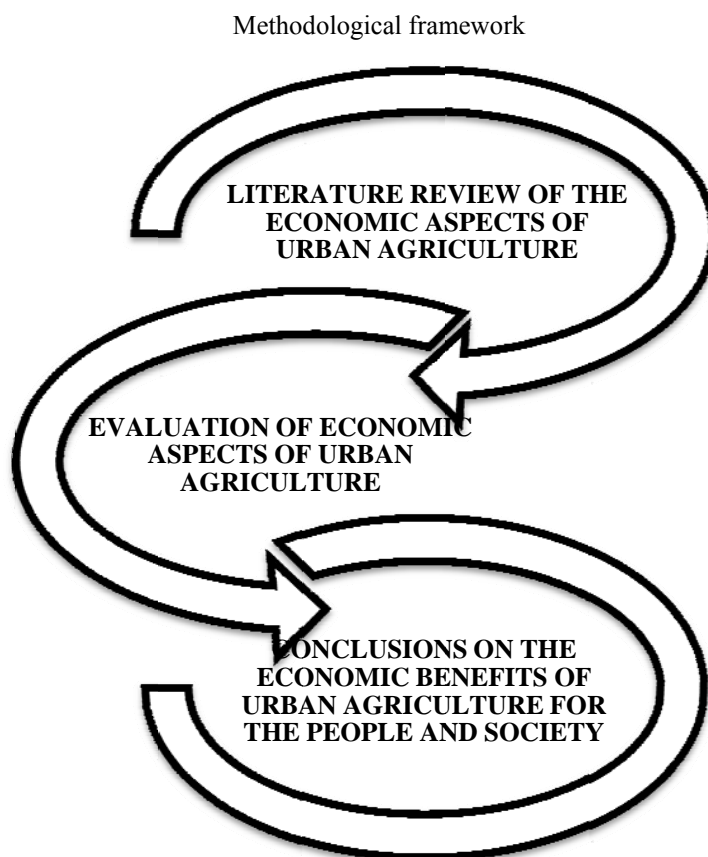 Methodological framework
LITERATURE REVIEW OF THE
ECONOMIC ASPECTS OF
URBAN AGRICULTURE
EVALUATION OF ECONOMIC
ASPECTS OF URBAN
AGRICULTURE
CONCLUSIONS ON THE
ECONOMIC BENEFITS OF
URBAN AGRICULTURE FOR
THE PEOPLE AND SOCIETY